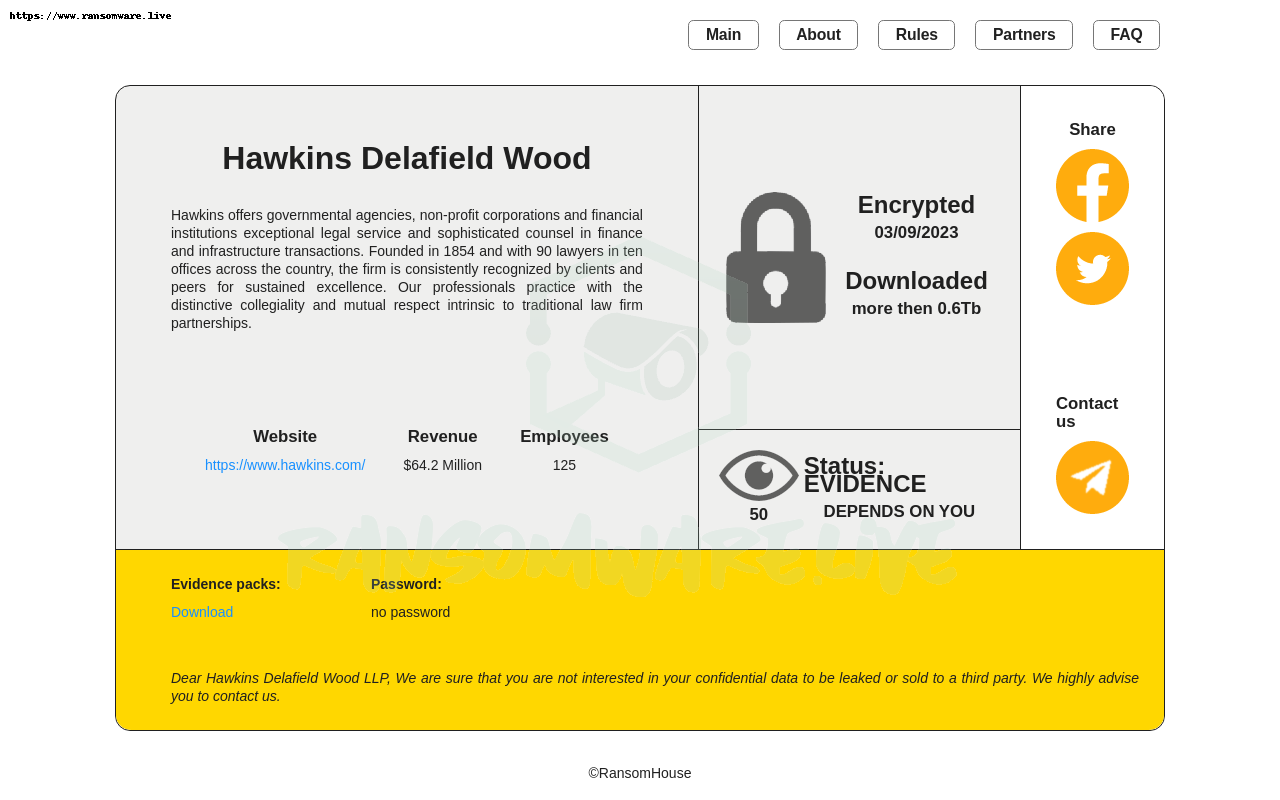 https://www.ransomware.live
Main
About
Rules
Partners
FAQ
Hawkins Delafield Wood
Hawkins offers governmental agencies, non-profit corporations and financial
institutions exceptional legal service and sophisticated counsel in finance
and infrastructure transactions. Founded in 1854 and with 90 lawyers in ten
offices across the country, the firm is consistently recognized by clients and
peers for sustained excellence. Our professionals practice with the
distinctive collegiality and mutual respect intrinsic to traditional law firm
partnerships.
Website
https://www.hawkins.com/
Revenue
$64.2 Million
Employees
125
Encrypted
03/09/2023
Downloaded
more then 0.6Tb
Status:
EVIDENCE
50
DEPENDS ON YOU
Share
Contact
us
RANSOMWARE.LIVE
Evidence packs:
Download
Password:
no password
Dear Hawkins Delafield Wood LLP, We are sure that you are not interested in your confidential data to be leaked or sold to a third party. We highly advise
you to contact us.
©RansomHouse